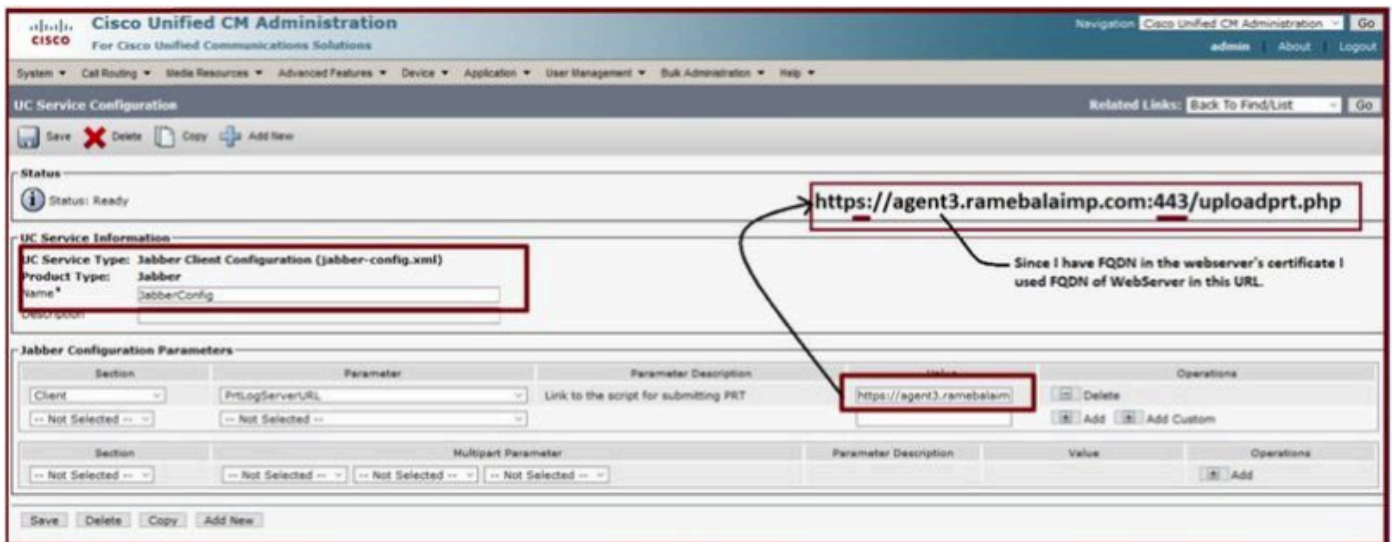 Cisco Unified CM Administration
Navigation Cisco Unified CM Administration Go
CISCO
For Cisco Unified Communications Solutions
admin About Logout
System Call Routing Media Resources Advanced Features Device Application User Management Bulk Administration Help
UC Service Configuration
Related Links: Back To Find/List Go
Save Delete Copy Add New
Status
Status: Ready
https://agent3.ramebalaimp.com:443/uploadprt.php
Since I have FQDN in the webserver's certificate I
used FQDN of WebServer in this URL.
UC Service Information
UC Service Type: Jabber Client Configuration (jabber-config.xml)
Product Type: Jabber
Name* JabberConfig
Description
Jabber Configuration Parameters
Section Parameter Parameter Description Value Operations
Client PrtLogServerURL Link to the script for submitting PRT https://agent3.ramebalaim Delete
-- Not Selected -- -- Not Selected -- Add Add Custom
Section Multipart Parameter Parameter Description Value Operations
-- Not Selected -- -- Not Selected -- -- Not Selected -- -- Not Selected -- Add
Save Delete Copy Add New